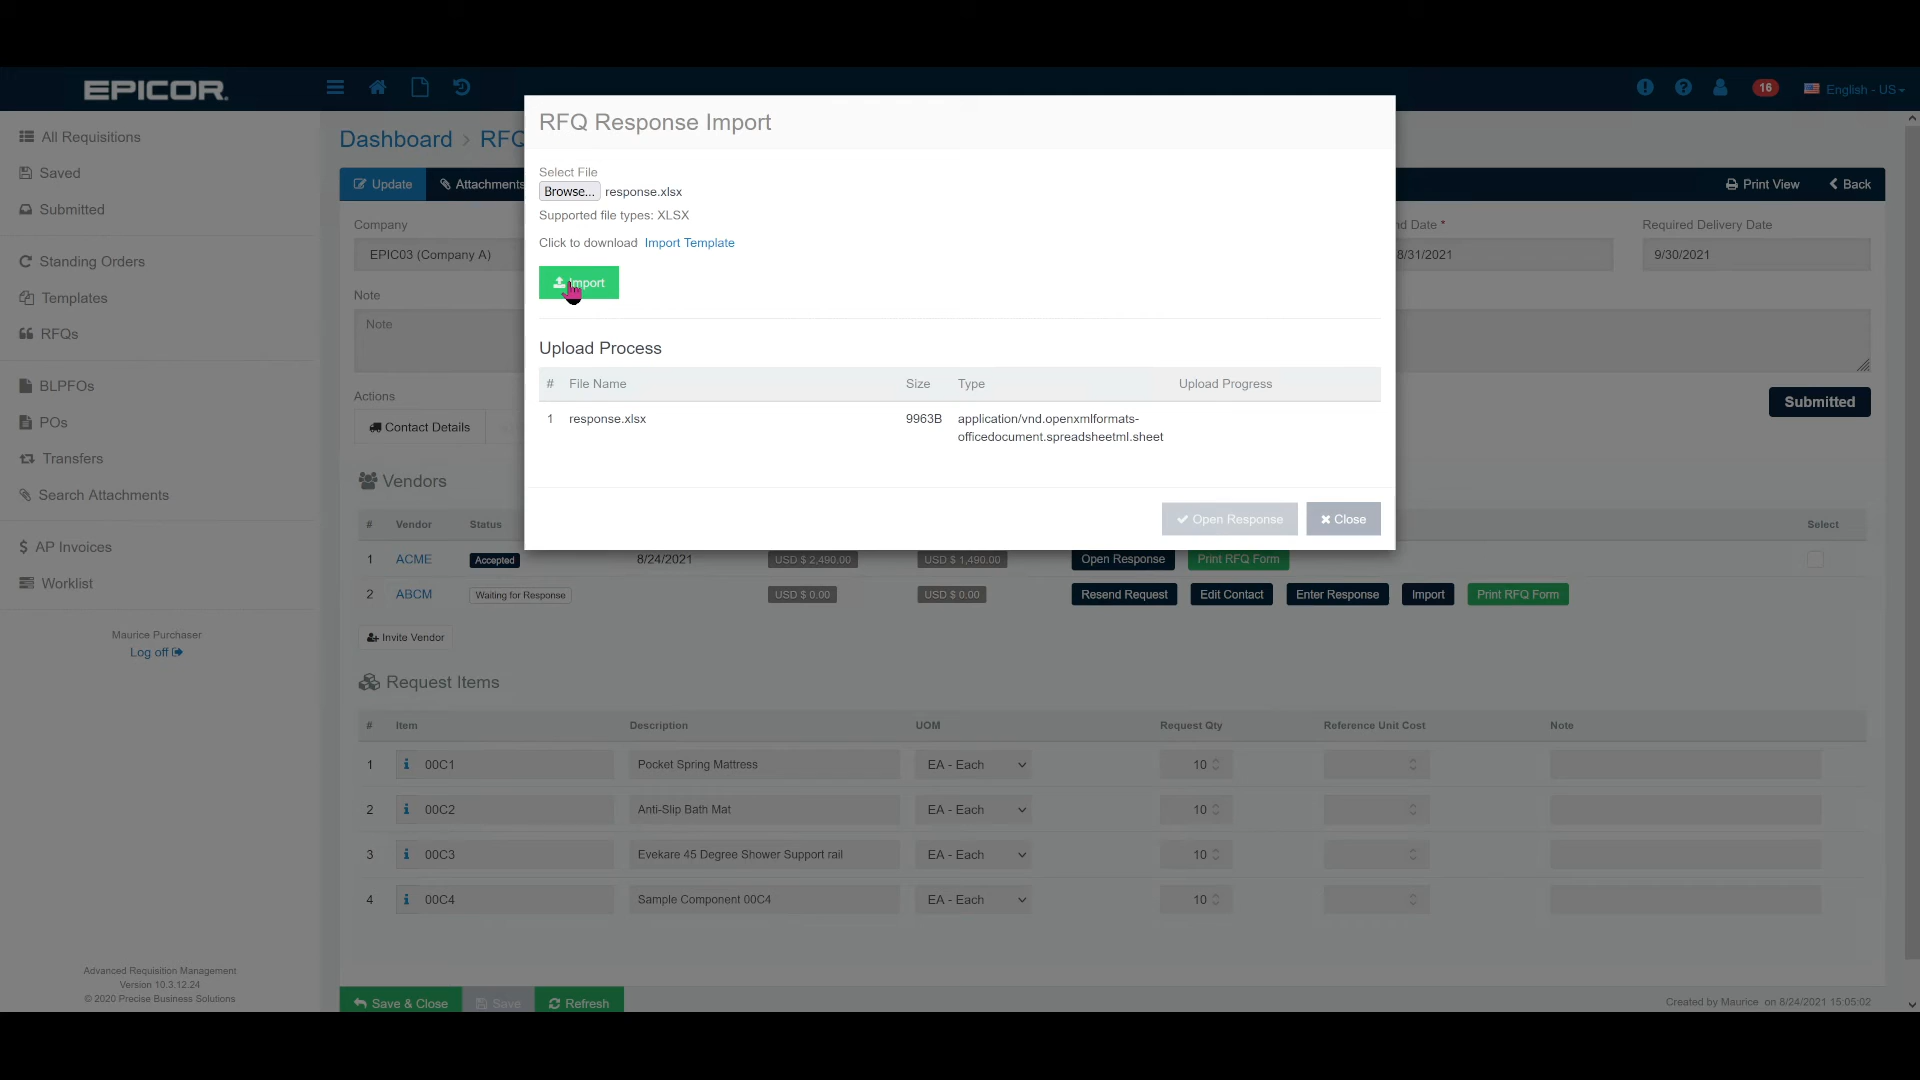 EPICOR.
16
English - US
All Requisitions
Saved
Submitted
Standing Orders
Templates
RFQs
BLPFOs
POs
Transfers
Search Attachments
AP Invoices
Worklist
Maurice Purchaser
Log off
Advanced Requisition Management
Version 10.3.12.24
© 2020 Precise Business Solutions
Dashboard > RFQ
Update Attachments
Print View Back
Company
EPIC03 (Company A)
nd Date *
8/31/2021
Required Delivery Date
9/30/2021
Note
Note
Actions
Contact Details
Submitted
RFQ Response Import
Select File
Browse... response.xlsx
Supported file types: XLSX
Click to download Import Template
Import
Upload Process
# File Name Size Type Upload Progress
1 response.xlsx 9963B application/vnd.openxmlformats-
officedocument.spreadsheetml.sheet
Open Response Close
Vendors
# Vendor Status Select
1 ACME Accepted 8/24/2021 USD $ 2,490.00 USD $ 1,490.00 Open Response Print RFQ Form
2 ABCM Waiting for Response USD $ 0.00 USD $ 0.00 Resend Request Edit Contact Enter Response Import Print RFQ Form
Invite Vendor
Request Items
# Item Description UOM Request Qty Reference Unit Cost Note
1 00C1 Pocket Spring Mattress EA - Each 10
2 00C2 Anti-Slip Bath Mat EA - Each 10
3 00C3 Evekare 45 Degree Shower Support rail EA - Each 10
4 00C4 Sample Component 00C4 EA - Each 10
Save & Close Save Refresh
Created by Maurice on 8/24/2021 15:05:02